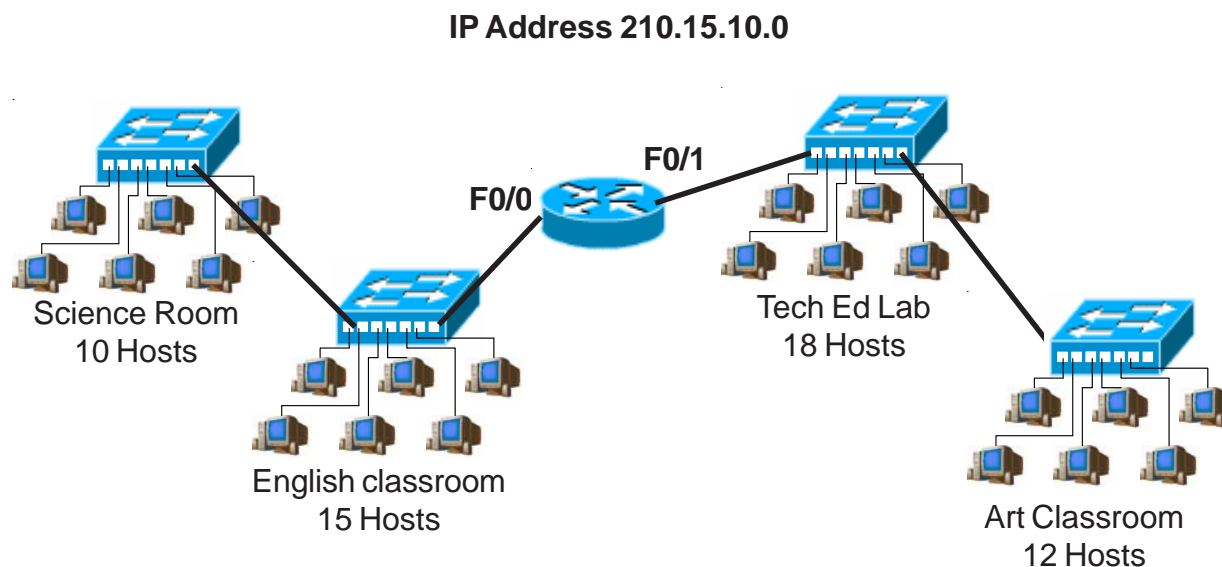 IP Address 210.15.10.0
F0/1
F0/0
Science Room
10 Hosts
Tech Ed Lab
18 Hosts
English classroom
15 Hosts
Art Classroom
12 Hosts